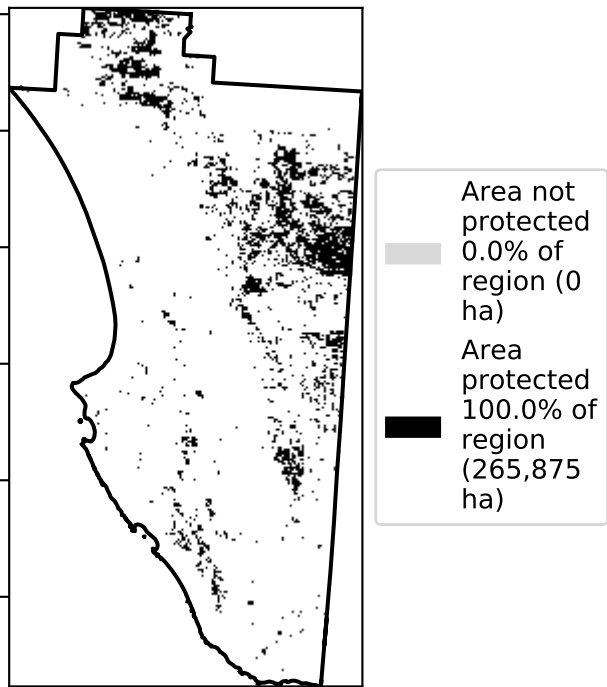 Area not
protected
0.0% of
region (0
ha)
Area
protected
100.0% of
region
(265,875
ha)